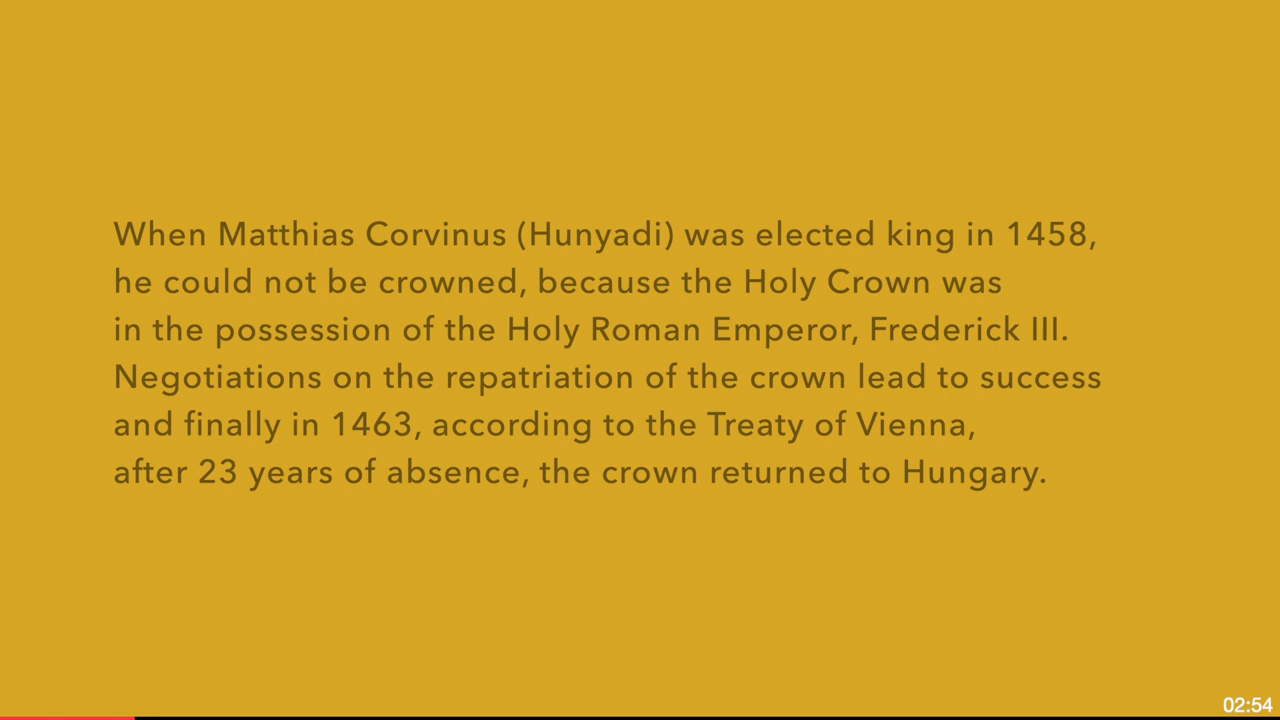 When Matthias Corvinus (Hunyadi) was elected king in 1458,
he could not be crowned, because the Holy Crown was
in the possession of the Holy Roman Emperor, Frederick III.
Negotiations on the repatriation of the crown lead to success
and finally in 1463, according to the Treaty of Vienna,
after 23 years of absence, the crown returned to Hungary.
02:54